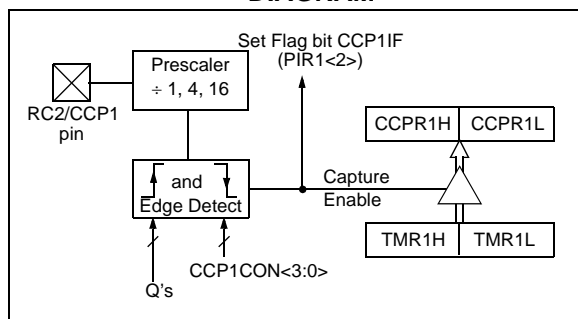 Set Flag bit CCP1IF
(PIR1<2>)
Prescaler
÷ 1, 4, 16
RC2/CCP1
pin
CCPR1H CCPR1L
and
Edge Detect
Capture
Enable
TMR1H TMR1L
CCP1CON<3:0>
Q's